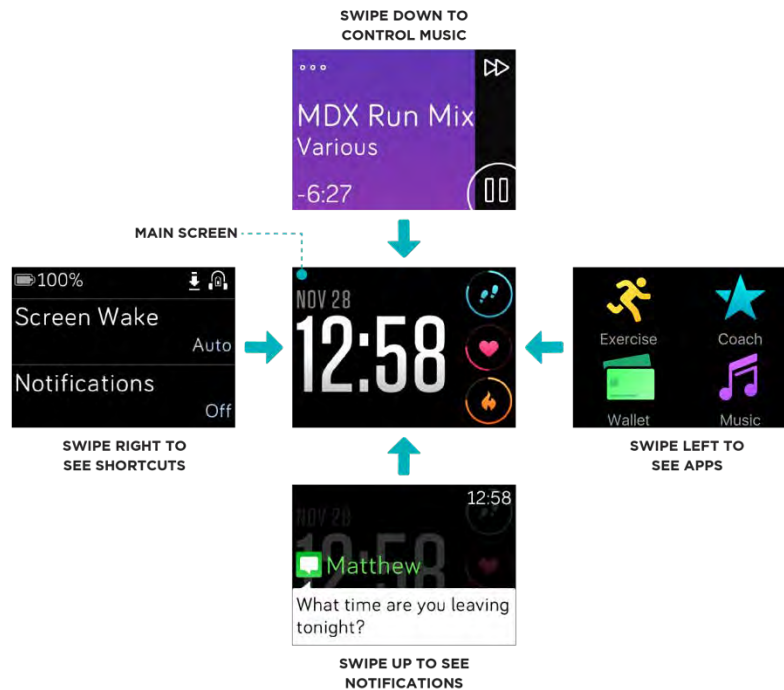 SWIPE DOWN TO
CONTROL MUSIC
MDX Run Mix
Various
-6:27
MAIN SCREEN
100%
Screen Wake
Auto
Notifications
Off
SWIPE RIGHT TO
SEE SHORTCUTS
NOV 28
12:58
Exercise
Coach
Wallet
Music
SWIPE LEFT TO
SEE APPS
12:58
NOV 28
12:58
Matthew
What time are you leaving
tonight?
SWIPE UP TO SEE
NOTIFICATIONS